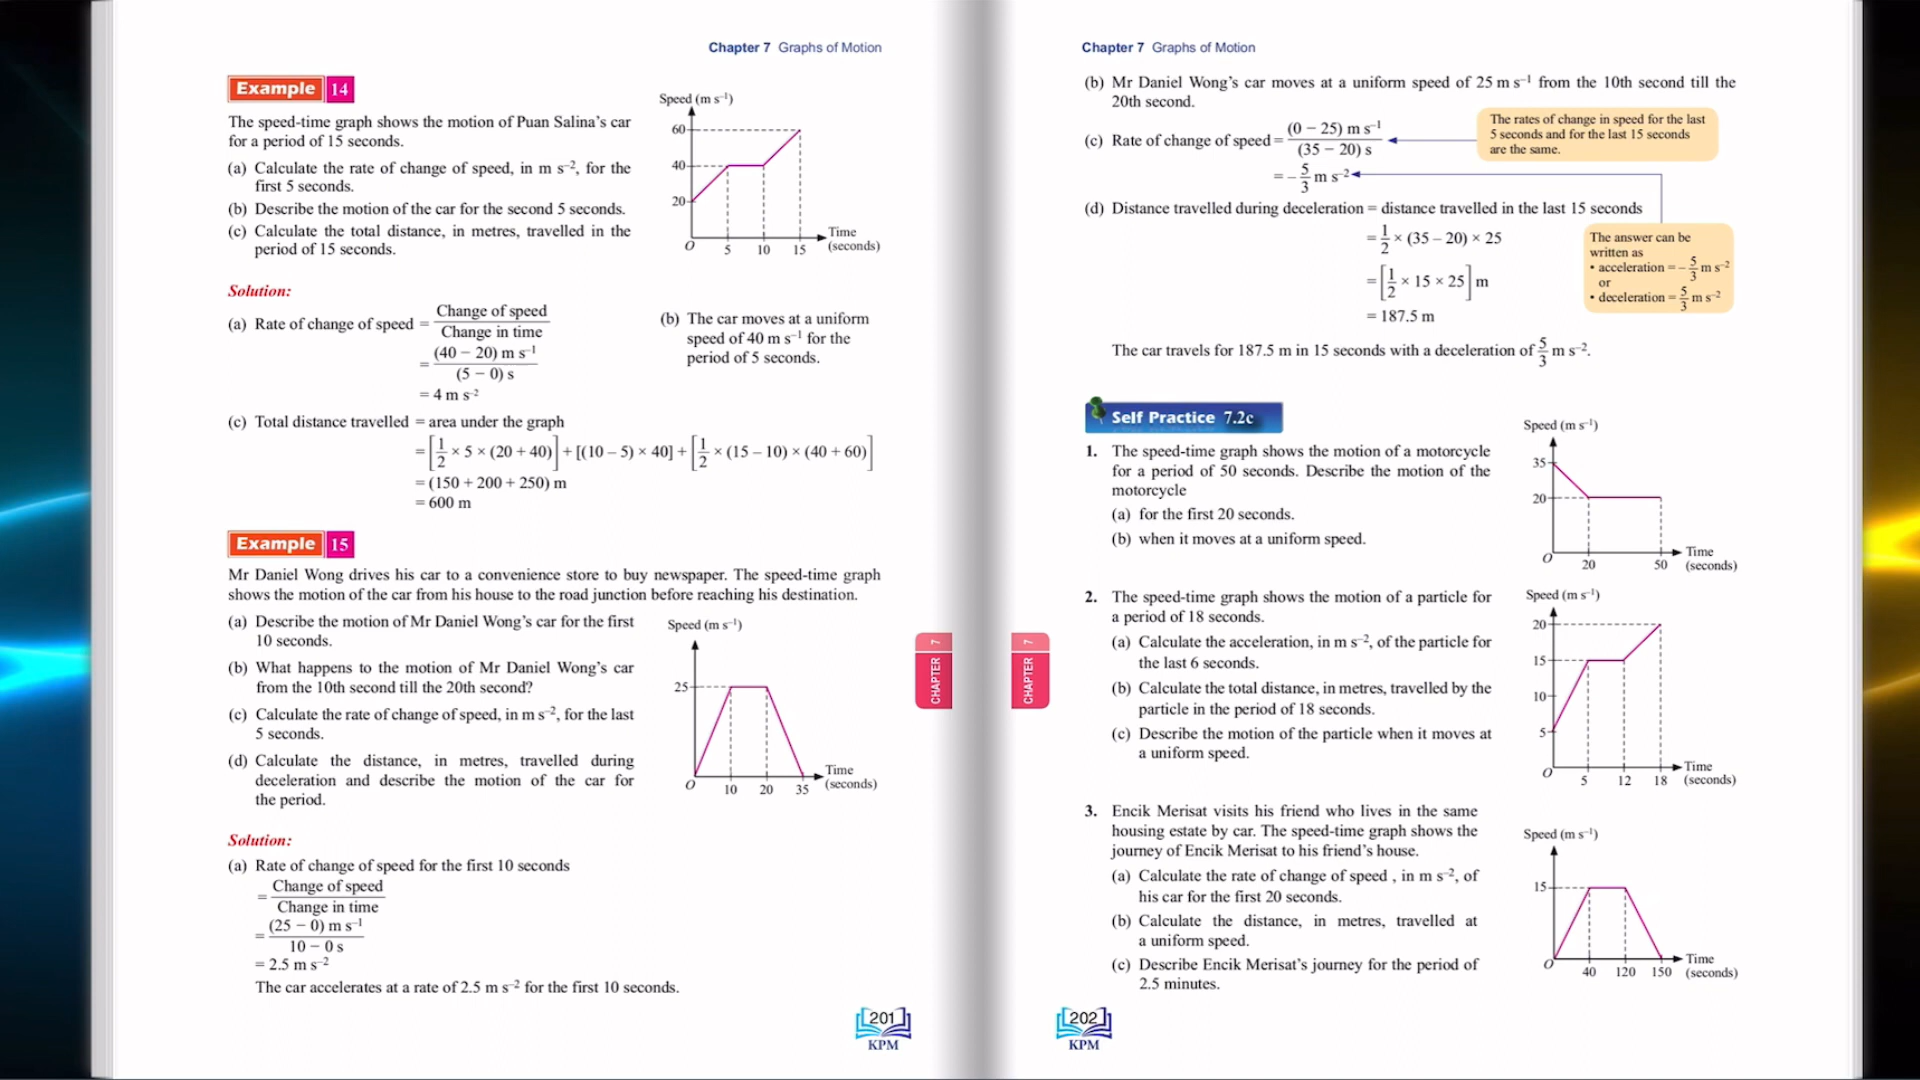 Chapter 7 Graphs of Motion
Example 14
The speed-time graph shows the motion of Puan Salina's car
for a period of 15 seconds.
(a) Calculate the rate of change of speed, in m s⁻², for the
first 5 seconds.
(b) Describe the motion of the car for the second 5 seconds.
(c) Calculate the total distance, in metres, travelled in the
period of 15 seconds.
Speed (m s⁻¹)
60
40
20
O
5 10 15
Time
(seconds)
Solution:
(a) Rate of change of speed = Change of speed / Change in time
= (40 – 20) m s⁻¹ / (5 – 0) s
= 4 m s⁻²
(b) The car moves at a uniform
speed of 40 m s⁻¹ for the
period of 5 seconds.
(c) Total distance travelled = area under the graph
= [1/2 × 5 × (20 + 40)] + [(10 – 5) × 40] + [1/2 × (15 – 10) × (40 + 60)]
= (150 + 200 + 250) m
= 600 m
Example 15
Mr Daniel Wong drives his car to a convenience store to buy newspaper. The speed-time graph
shows the motion of the car from his house to the road junction before reaching his destination.
(a) Describe the motion of Mr Daniel Wong's car for the first
10 seconds.
(b) What happens to the motion of Mr Daniel Wong's car
from the 10th second till the 20th second?
(c) Calculate the rate of change of speed, in m s⁻², for the last
5 seconds.
(d) Calculate the distance, in metres, travelled during
deceleration and describe the motion of the car for
the period.
Speed (m s⁻¹)
25
O
10 20 35
Time
(seconds)
Solution:
(a) Rate of change of speed for the first 10 seconds
= Change of speed / Change in time
= (25 – 0) m s⁻¹ / 10 – 0 s
= 2.5 m s⁻²
The car accelerates at a rate of 2.5 m s⁻² for the first 10 seconds.
CHAPTER 7
201
KPM
Chapter 7 Graphs of Motion
(b) Mr Daniel Wong's car moves at a uniform speed of 25 m s⁻¹ from the 10th second till the
20th second.
(c) Rate of change of speed = (0 – 25) m s⁻¹ / (35 – 20) s
= – 5/3 m s⁻²
The rates of change in speed for the last
5 seconds and for the last 15 seconds
are the same.
(d) Distance travelled during deceleration = distance travelled in the last 15 seconds
= 1/2 × (35 – 20) × 25
= [1/2 × 15 × 25] m
= 187.5 m
The answer can be
written as
• acceleration = – 5/3 m s⁻²
or
• deceleration = 5/3 m s⁻²
The car travels for 187.5 m in 15 seconds with a deceleration of 5/3 m s⁻².
Self Practice 7.2c
1. The speed-time graph shows the motion of a motorcycle
for a period of 50 seconds. Describe the motion of the
motorcycle
(a) for the first 20 seconds.
(b) when it moves at a uniform speed.
Speed (m s⁻¹)
35
20
O
20 50
Time
(seconds)
2. The speed-time graph shows the motion of a particle for
a period of 18 seconds.
(a) Calculate the acceleration, in m s⁻², of the particle for
the last 6 seconds.
(b) Calculate the total distance, in metres, travelled by the
particle in the period of 18 seconds.
(c) Describe the motion of the particle when it moves at
a uniform speed.
Speed (m s⁻¹)
20
15
10
5
O
5 12 18
Time
(seconds)
3. Encik Merisat visits his friend who lives in the same
housing estate by car. The speed-time graph shows the
journey of Encik Merisat to his friend's house.
(a) Calculate the rate of change of speed , in m s⁻², of
his car for the first 20 seconds.
(b) Calculate the distance, in metres, travelled at
a uniform speed.
(c) Describe Encik Merisat's journey for the period of
2.5 minutes.
Speed (m s⁻¹)
15
O
40 120 150
Time
(seconds)
CHAPTER 7
202
KPM